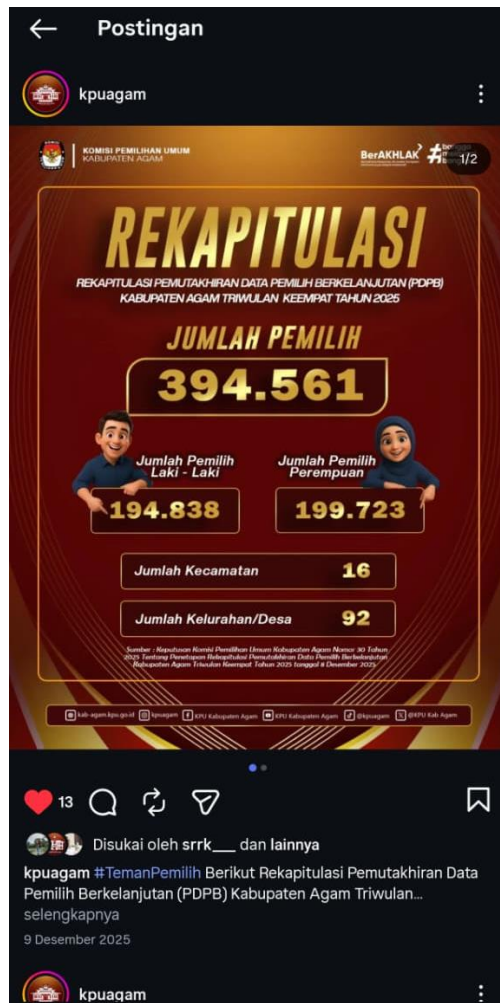 Postingan
kpuagam
KOMISI PEMILIHAN UMUM
KABUPATEN AGAM
BerAKHLAK
#
1/2
REKAPITULASI
REKAPITULASI PEMUTAKHIRAN DATA PEMILIH BERKELANJUTAN (PDPB)
KABUPATEN AGAM TRIWULAN KEEMPAT TAHUN 2025
JUMLAH PEMILIH
394.561
Jumlah Pemilih
Laki - Laki
194.838
Jumlah Pemilih
Perempuan
199.723
Jumlah Kecamatan 16
Jumlah Kelurahan/Desa 92
Sumber : Keputusan Komisi Pemilihan Umum Kabupaten Agam Nomor 30 Tahun
2025 Tentang Penetapan Rekapitulasi Pemutakhiran Data Pemilih Berkelanjutan
Kabupaten Agam Triwulan Keempat Tahun 2025 tanggal 8 Desember 2025
kab-agam.kpu.go.id kpuagam KPU Kabupaten Agam KPU Kabupaten Agam @kpuagam @KPU Kab Agam
13
Disukai oleh srrk___ dan lainnya
kpuagam #TemanPemilih Berikut Rekapitulasi Pemutakhiran Data
Pemilih Berkelanjutan (PDPB) Kabupaten Agam Triwulan...
selengkapnya
9 Desember 2025
kpuagam